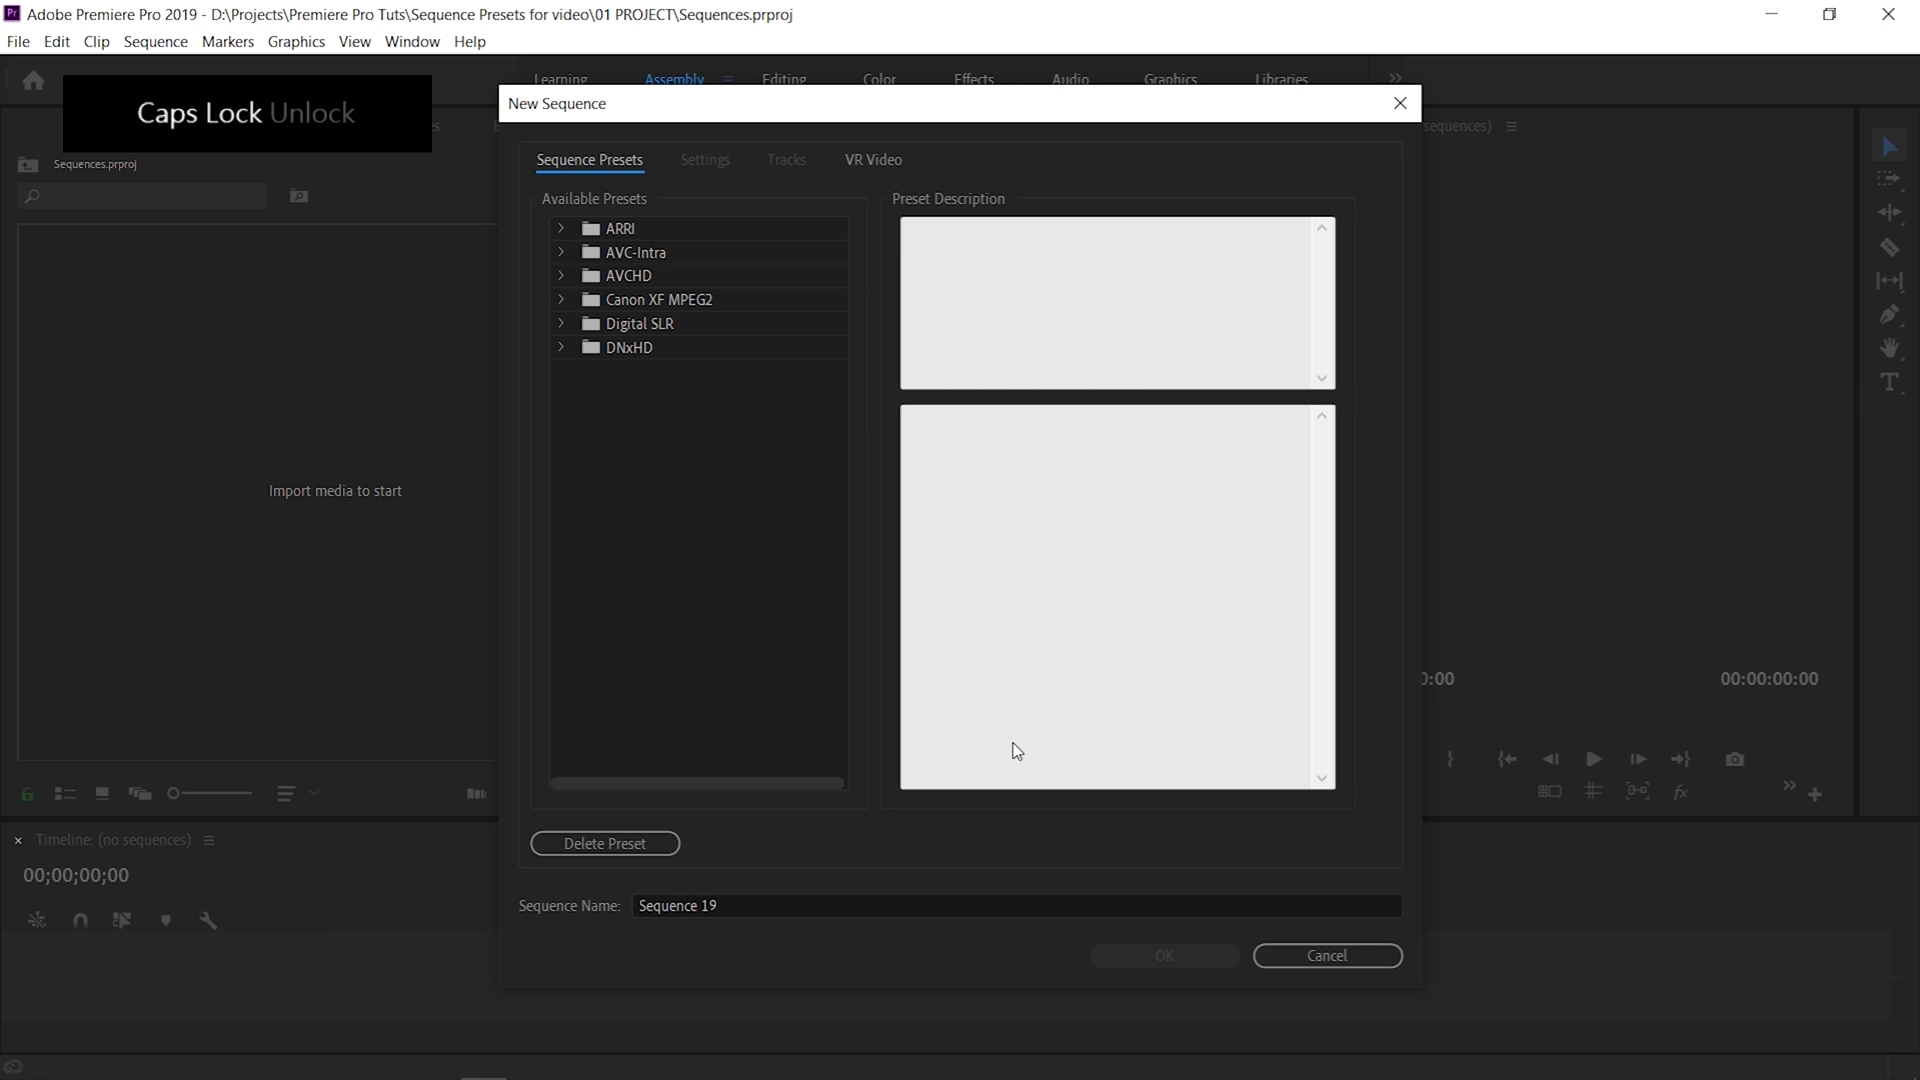 Adobe Premiere Pro 2019 - D:\Projects\Premiere Pro Tuts\Sequence Presets for video\01 PROJECT\Sequences.prproj
File Edit Clip Sequence Markers Graphics View Window Help
Learning Assembly Editing Color Effects Audio Graphics Libraries
Caps Lock Unlock
New Sequence
sequences)
Sequences.prproj
Sequence Presets Settings Tracks VR Video
Available Presets
Preset Description
ARRI
AVC-Intra
AVCHD
Canon XF MPEG2
Digital SLR
DNxHD
Import media to start
0:00
00:00:00:00
Timeline: (no sequences)
00;00;00;00
Delete Preset
Sequence Name: Sequence 19
OK Cancel